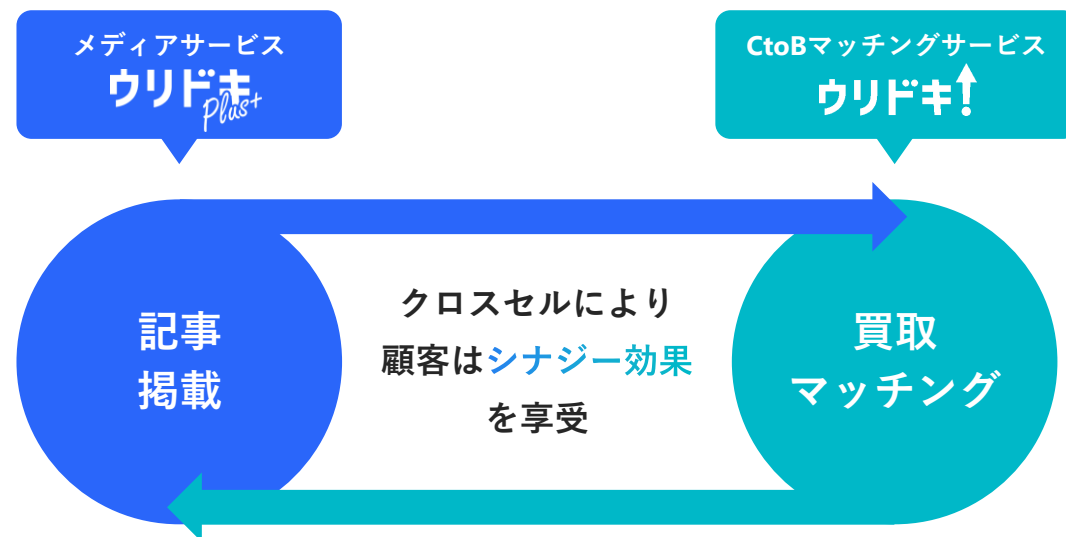 メディアサービス
ウリドキ
Plus+
CtoBマッチングサービス
ウリドキ!
記事
掲載
クロスセルにより
顧客はシナジー効果
を享受
買取
マッチング